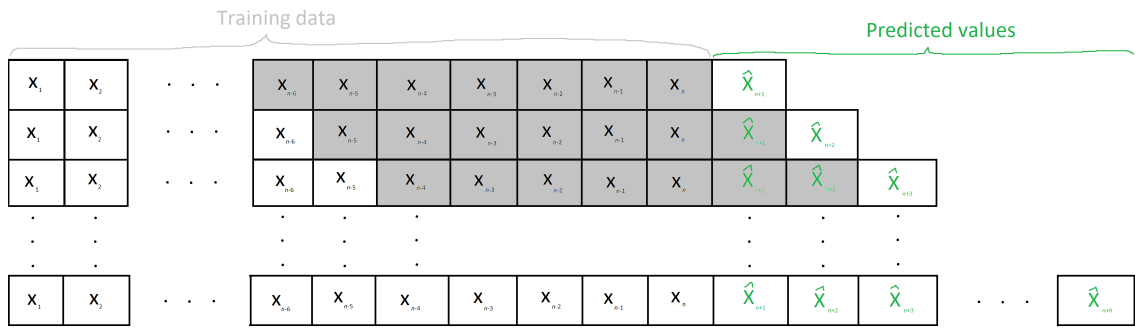 Training data
Predicted values
x₁ x₂ . . . xₙ₋₆ xₙ₋₅ xₙ₋₄ xₙ₋₃ xₙ₋₂ xₙ₋₁ xₙ x̂ₙ₊₁
x₁ x₂ . . . xₙ₋₆ xₙ₋₅ xₙ₋₄ xₙ₋₃ xₙ₋₂ xₙ₋₁ xₙ x̂ₙ₊₁ x̂ₙ₊₂
x₁ x₂ . . . xₙ₋₆ xₙ₋₅ xₙ₋₄ xₙ₋₃ xₙ₋₂ xₙ₋₁ xₙ x̂ₙ₊₁ x̂ₙ₊₂ x̂ₙ₊₃
x₁ x₂ . . . xₙ₋₆ xₙ₋₅ xₙ₋₄ xₙ₋₃ xₙ₋₂ xₙ₋₁ xₙ x̂ₙ₊₁ x̂ₙ₊₂ x̂ₙ₊₃ . . . x̂ₙ₊ₕ